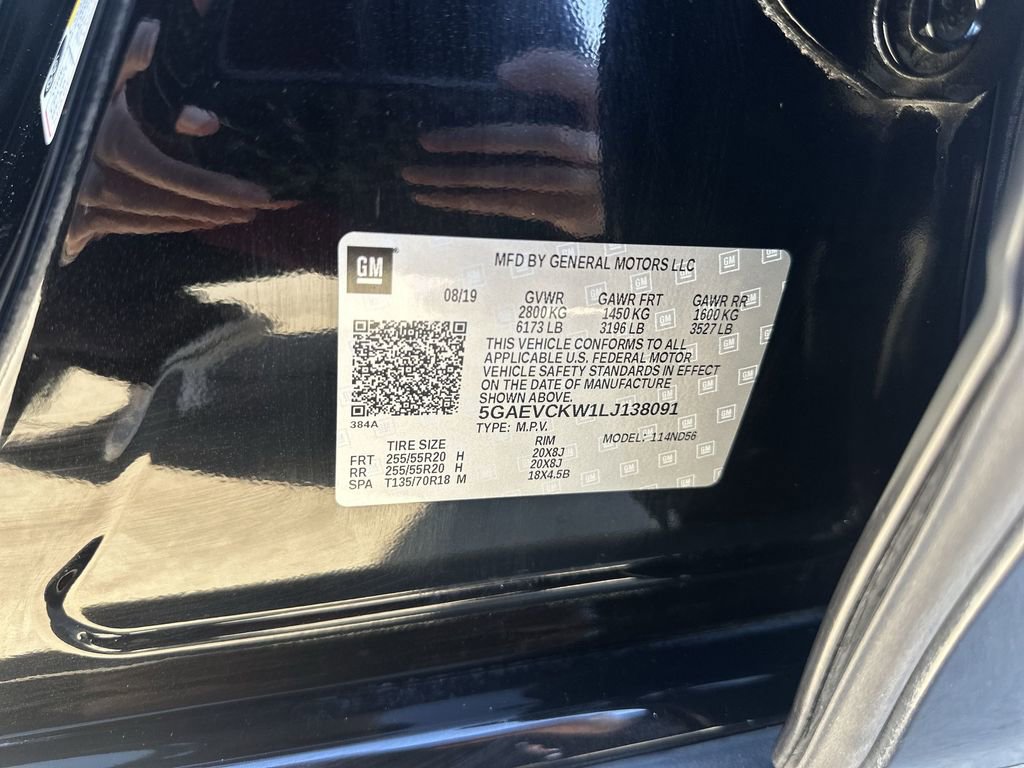 GM
MFD BY GENERAL MOTORS LLC
08/19 GVWR GAWR FRT GAWR RR
2800 KG 1450 KG 1600 KG
6173 LB 3196 LB 3527 LB
THIS VEHICLE CONFORMS TO ALL
APPLICABLE U.S. FEDERAL MOTOR
VEHICLE SAFETY STANDARDS IN EFFECT
ON THE DATE OF MANUFACTURE
SHOWN ABOVE.
5GAEVCKW1LJ138091
384A TYPE: M.P.V. MODEL: 114ND56
TIRE SIZE RIM
FRT 255/55R20 H 20X8J
RR 255/55R20 H 20X8J
SPA T135/70R18 M 18X4.5B